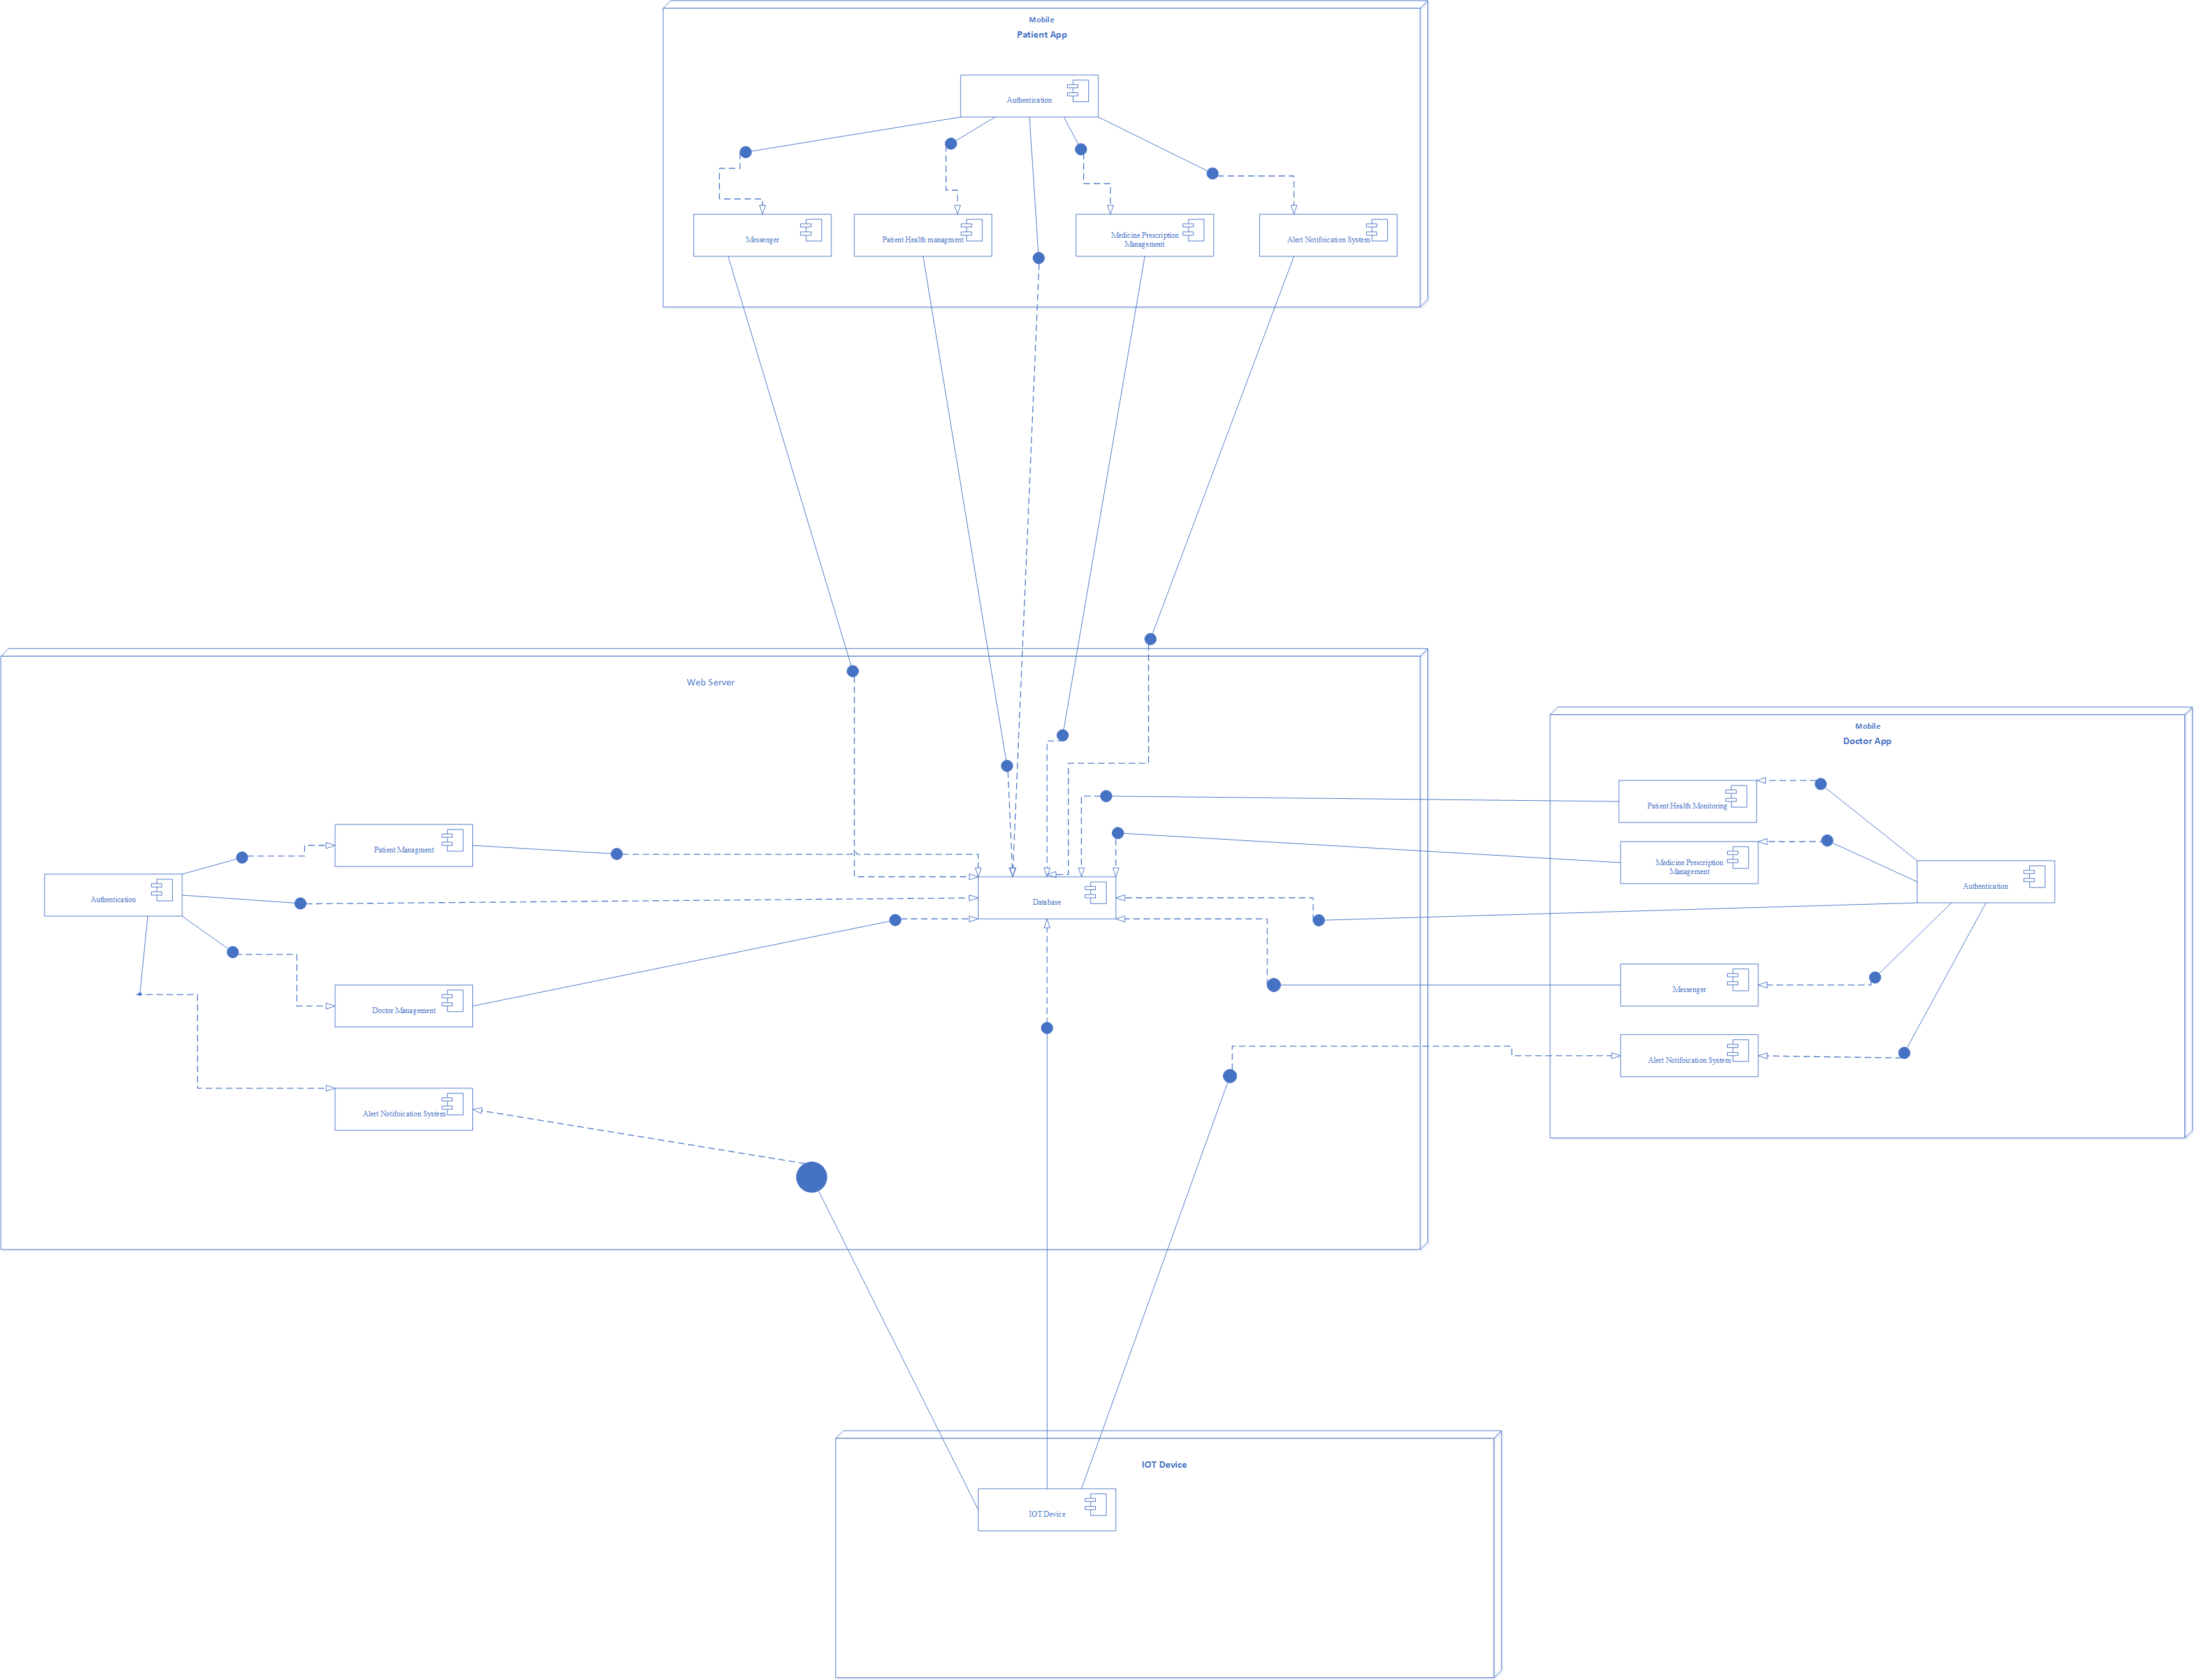 Mobile
Patient App
Authentication
Messenger
Patient Health managment
Medicine Prescription
Management
Alert Notifoication System
Web Server
Patient Managment
Authentication
Database
Doctor Management
Alert Notifoication System
Mobile
Doctor App
Patient Health Monitoring
Medicine Prescription
Management
Authentication
Messenger
Alert Notifoication System
IOT Device
IOT Device